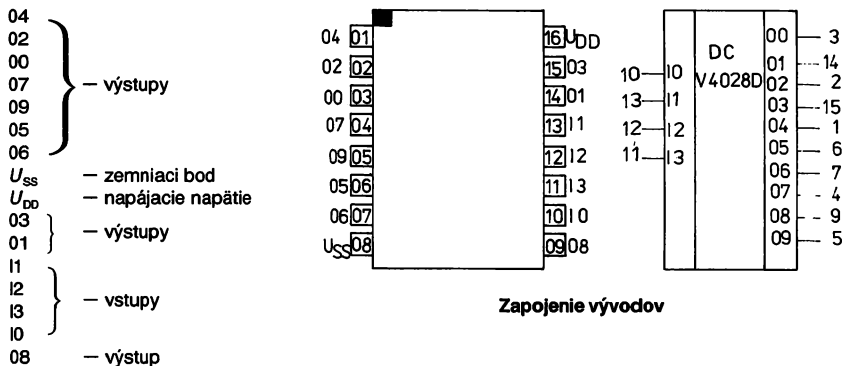 04
02
00
07 – výstupy
09
05
06
USS – zemniaci bod
UDD – napájacie napätie
03
01 – výstupy
I1
I2
I3 – vstupy
I0
08 – výstup
04 01 16 UDD
02 02 15 03
00 03 14 01
07 04 13 I1
09 05 12 I2
05 06 11 I3
06 07 10 I0
USS 08 09 08
DC
V4028D
10 I0
13 I1
12 I2
11 I3
00 3
01 14
02 2
03 15
04 1
05 6
06 7
07 4
08 9
09 5
Zapojenie vývodov